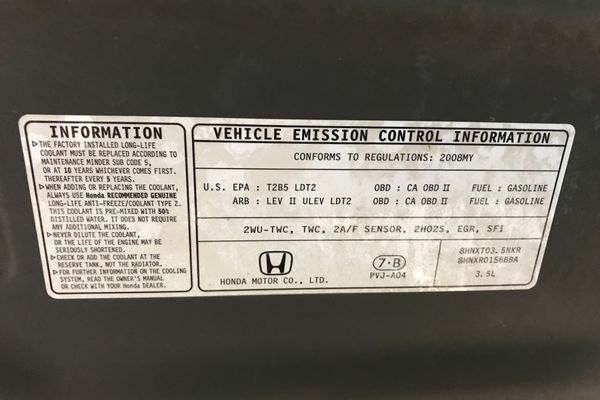 INFORMATION
▷THE FACTORY INSTALLED LONG-LIFE
COOLANT MUST BE REPLACED ACCORDING TO
MAINTENANCE MINDER SUB CODE 5,
OR AT 10 YEARS WHICHEVER COMES FIRST.
THEREAFTER EVERY 5 YEARS.
▷WHEN ADDING OR REPLACING THE COOLANT,
ALWAYS USE Honda RECOMMENDED GENUINE
LONG-LIFE ANTI-FREEZE/COOLANT TYPE 2.
THIS COOLANT IS PRE-MIXED WITH 50%
DISTILLED WATER. IT DOES NOT REQUIRE
ANY ADDITIONAL MIXING.
▷NEVER DILUTE THE COOLANT,
OR THE LIFE OF THE ENGINE MAY BE
SERIOUSLY SHORTENED.
▷CHECK OR ADD THE COOLANT AT THE
RESERVE TANK, NOT THE RADIATOR.
▷FOR FURTHER INFORMATION ON THE COOLING
SYSTEM, READ THE OWNER'S MANUAL
OR CHECK WITH YOUR Honda DEALER.
VEHICLE EMISSION CONTROL INFORMATION
CONFORMS TO REGULATIONS: 2008MY
U.S. EPA : T2B5 LDT2 OBD : CA OBD II FUEL : GASOLINE
ARB : LEV II ULEV LDT2 OBD : CA OBD II FUEL : GASOLINE
2WU-TWC, TWC, 2A/F SENSOR, 2HO2S, EGR, SFI
HONDA MOTOR CO., LTD.
7-B
PVJ-A04
8HNXT03.5NKR
8HNXR0156BBA
3.5L